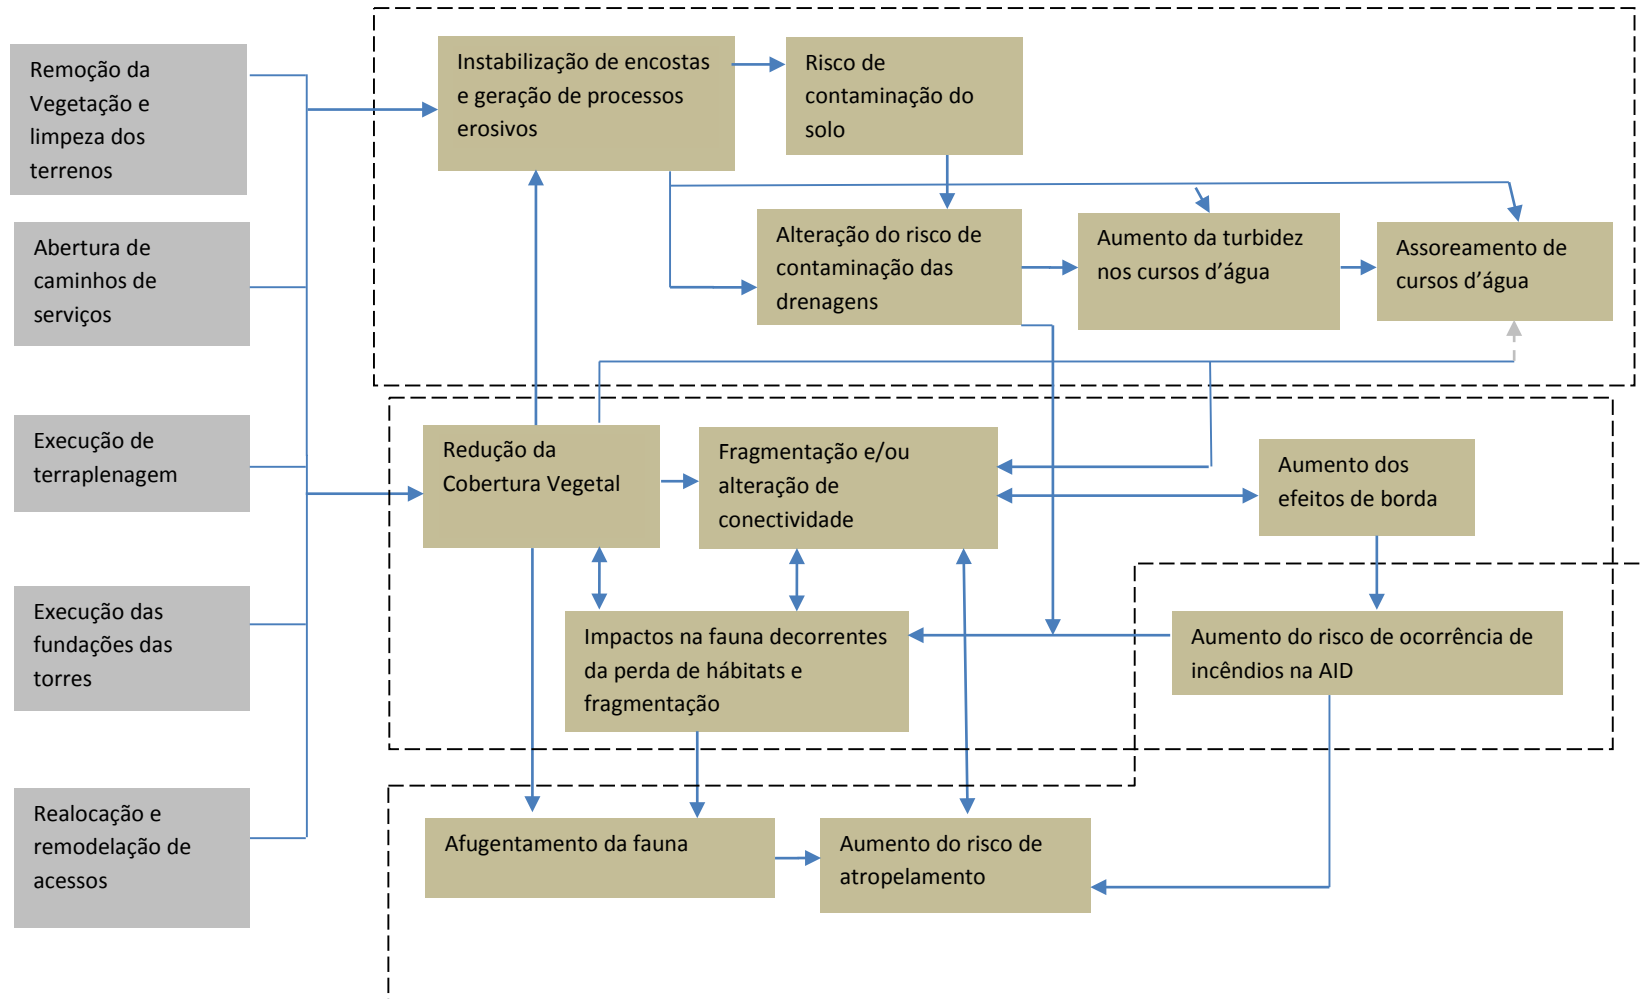 Remoção da
Vegetação e
limpeza dos
terrenos
Abertura de
caminhos de
serviços
Execução de
terraplenagem
Execução das
fundações das
torres
Realocação e
remodelação de
acessos
Instabilização de encostas
e geração de processos
erosivos
Risco de
contaminação do
solo
Alteração do risco de
contaminação das
drenagens
Aumento da turbidez
nos cursos d’água
Assoreamento de
cursos d’água
Redução da
Cobertura Vegetal
Fragmentação e/ou
alteração de
conectividade
Aumento dos
efeitos de borda
Impactos na fauna decorrentes
da perda de hábitats e
fragmentação
Aumento do risco de ocorrência de
incêndios na AID
Afugentamento da fauna
Aumento do risco de
atropelamento